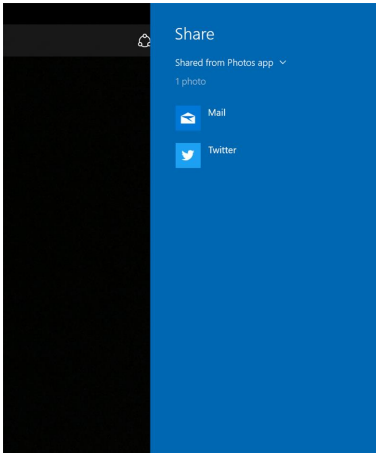 Share
Shared from Photos app
1 photo
Mail
Twitter